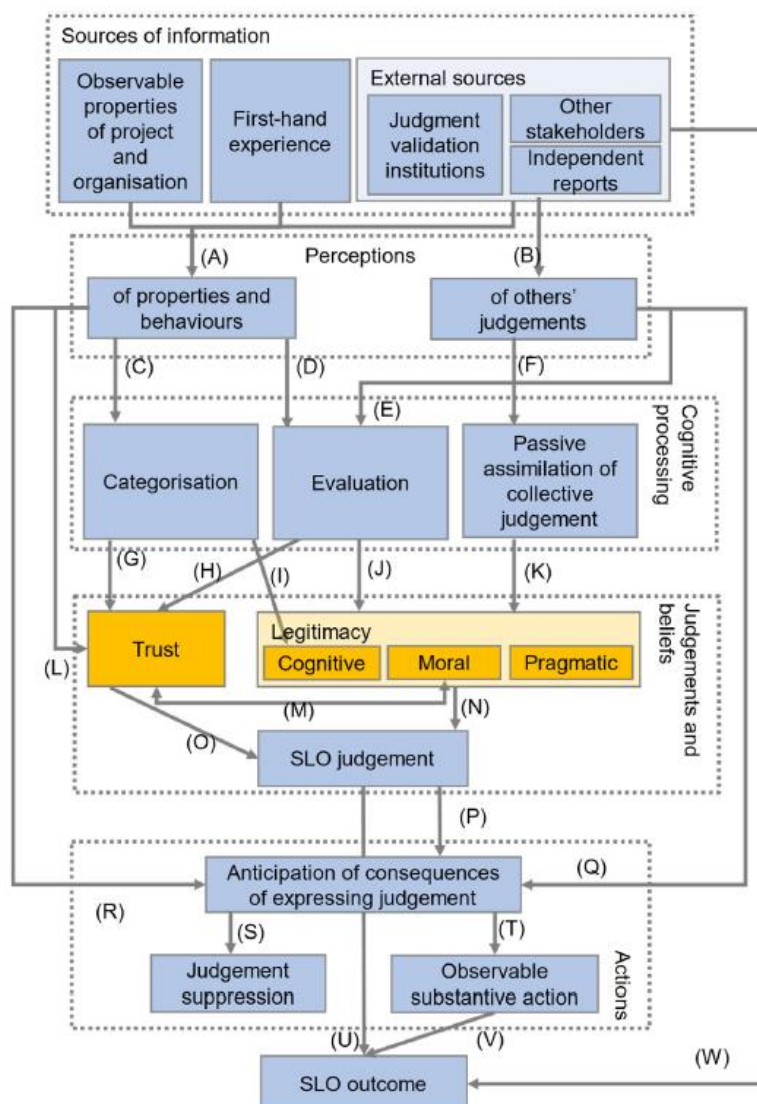 Sources of information
Observable
properties
of project
and
organisation
First-hand
experience
External sources
Judgment
validation
institutions
Other
stakeholders
Independent
reports
(A)
Perceptions
(B)
of properties and
behaviours
of others'
judgements
(C)
(D)
(F)
(E)
Cognitive
processing
Categorisation
Evaluation
Passive
assimilation of
collective
judgement
(G)
(H)
(I)
(J)
(K)
Judgements and
beliefs
Trust
Legitimacy
Cognitive
Moral
Pragmatic
(L)
(M)
(N)
(O)
SLO judgement
(P)
Anticipation of consequences
of expressing judgement
(Q)
(R)
(S)
(T)
Actions
Judgement
suppression
Observable
substantive action
(U)
(V)
(W)
SLO outcome